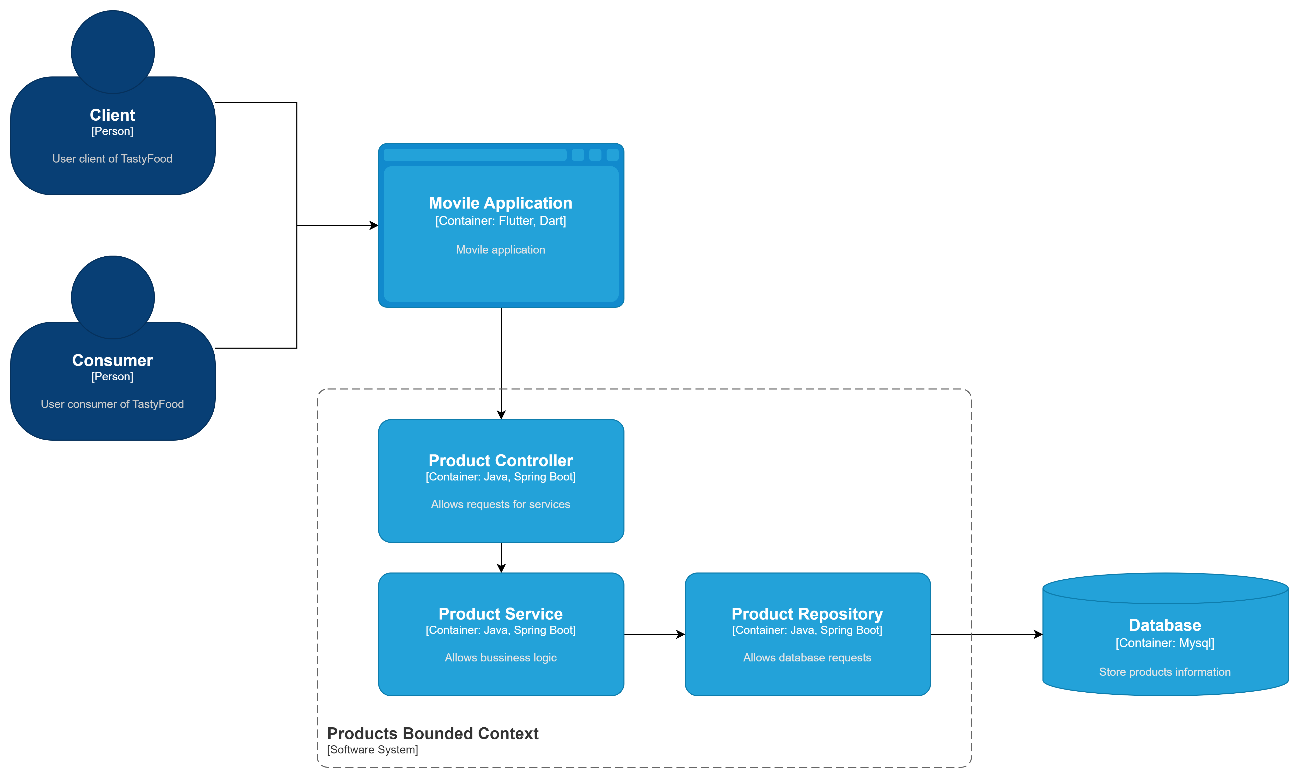 Client
[Person]
User client of TastyFood
Consumer
[Person]
User consumer of TastyFood
Movile Application
[Container: Flutter, Dart]
Movile application
Product Controller
[Container: Java, Spring Boot]
Allows requests for services
Product Service
[Container: Java, Spring Boot]
Allows bussiness logic
Product Repository
[Container: Java, Spring Boot]
Allows database requests
Database
[Container: Mysql]
Store products information
Products Bounded Context
[Software System]